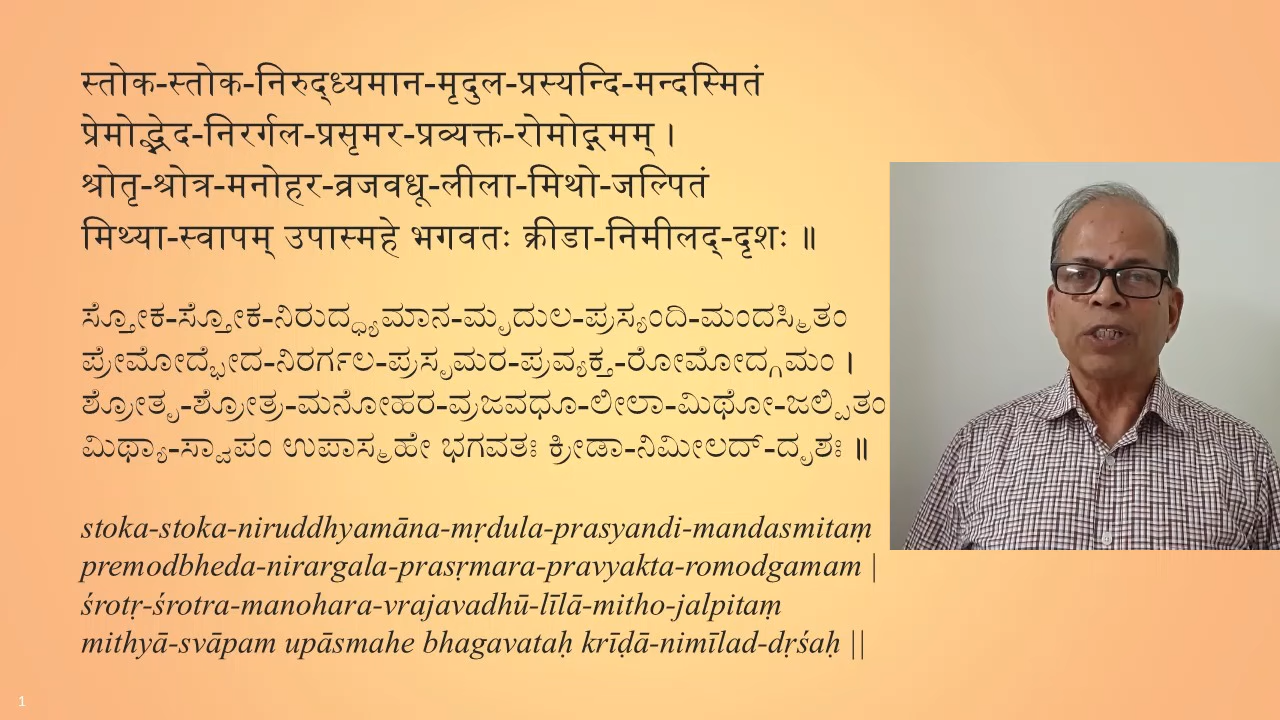 स्तोक-स्तोक-निरुद्ध्यमान-मृदुल-प्रस्यन्दि-मन्दस्मितं
प्रेमोद्भेद-निरर्गल-प्रसृमर-प्रव्यक्त-रोमोद्गमम् ।
श्रोतृ-श्रोत्र-मनोहर-व्रजवधू-लीला-मिथो-जल्पितं
मिथ्या-स्वापम् उपास्महे भगवतः क्रीडा-निमीलद्-दृशः ॥
ಸ್ತೋಕ-ಸ್ತೋಕ-ನಿರುದ್ಧ್ಯಮಾನ-ಮೃದುಲ-ಪ್ರಸ್ಯಂದಿ-ಮಂದಸ್ಮಿತಂ
ಪ್ರೇಮೋದ್ಭೇದ-ನಿರರ್ಗಲ-ಪ್ರಸೃಮರ-ಪ್ರವ್ಯಕ್ತ-ರೋಮೋದ್ಗಮಂ ।
ಶ್ರೋತೃ-ಶ್ರೋತ್ರ-ಮನೋಹರ-ವ್ರಜವಧೂ-ಲೀಲಾ-ಮಿಥೋ-ಜಲ್ಪಿತಂ
ಮಿಥ್ಯಾ-ಸ್ವಾಪಂ ಉಪಾಸ್ಮಹೇ ಭಗವತಃ ಕ್ರೀಡಾ-ನಿಮೀಲದ್-ದೃಶಃ ॥
stoka-stoka-niruddhyamāna-mṛdula-prasyandi-mandasmitaṃ
premodbheda-nirargala-prasṛmara-pravyakta-romodgamam |
śrotṛ-śrotra-manohara-vrajavadhū-līlā-mitho-jalpitaṃ
mithyā-svāpam upāsmahe bhagavataḥ krīḍā-nimīlad-dṛśaḥ ||
1